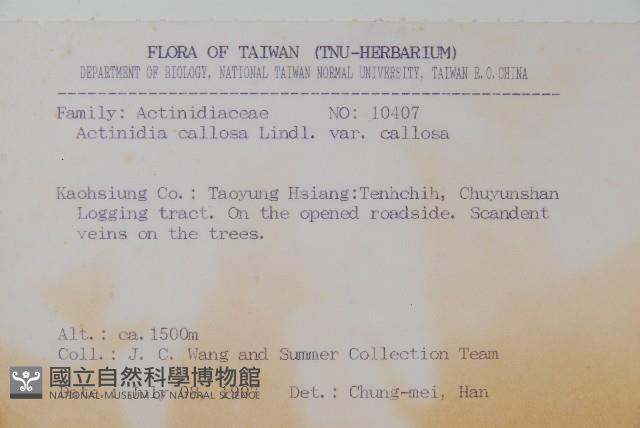 FLORA OF TAIWAN (TNU-HERBARIUM)
DEPARTMENT OF BIOLOGY, NATIONAL TAIWAN NORMAL UNIVERSITY, TAIWAN R.O.CHINA
Family: Actinidiaceae NO: 10407
Actinidia callosa Lindl. var. callosa
Kaohsiung Co.: Taoyung Hsiang:Tenhchih, Chuyunshan
Logging tract. On the opened roadside. Scandent
veins on the trees.
Alt.: ca. 1500m
Coll.: J. C. Wang and Summer Collection Team
國立自然科學博物館
NATIONAL MUSEUM OF NATURAL SCIENCE
Date: July Det.: Chung-mei, Han